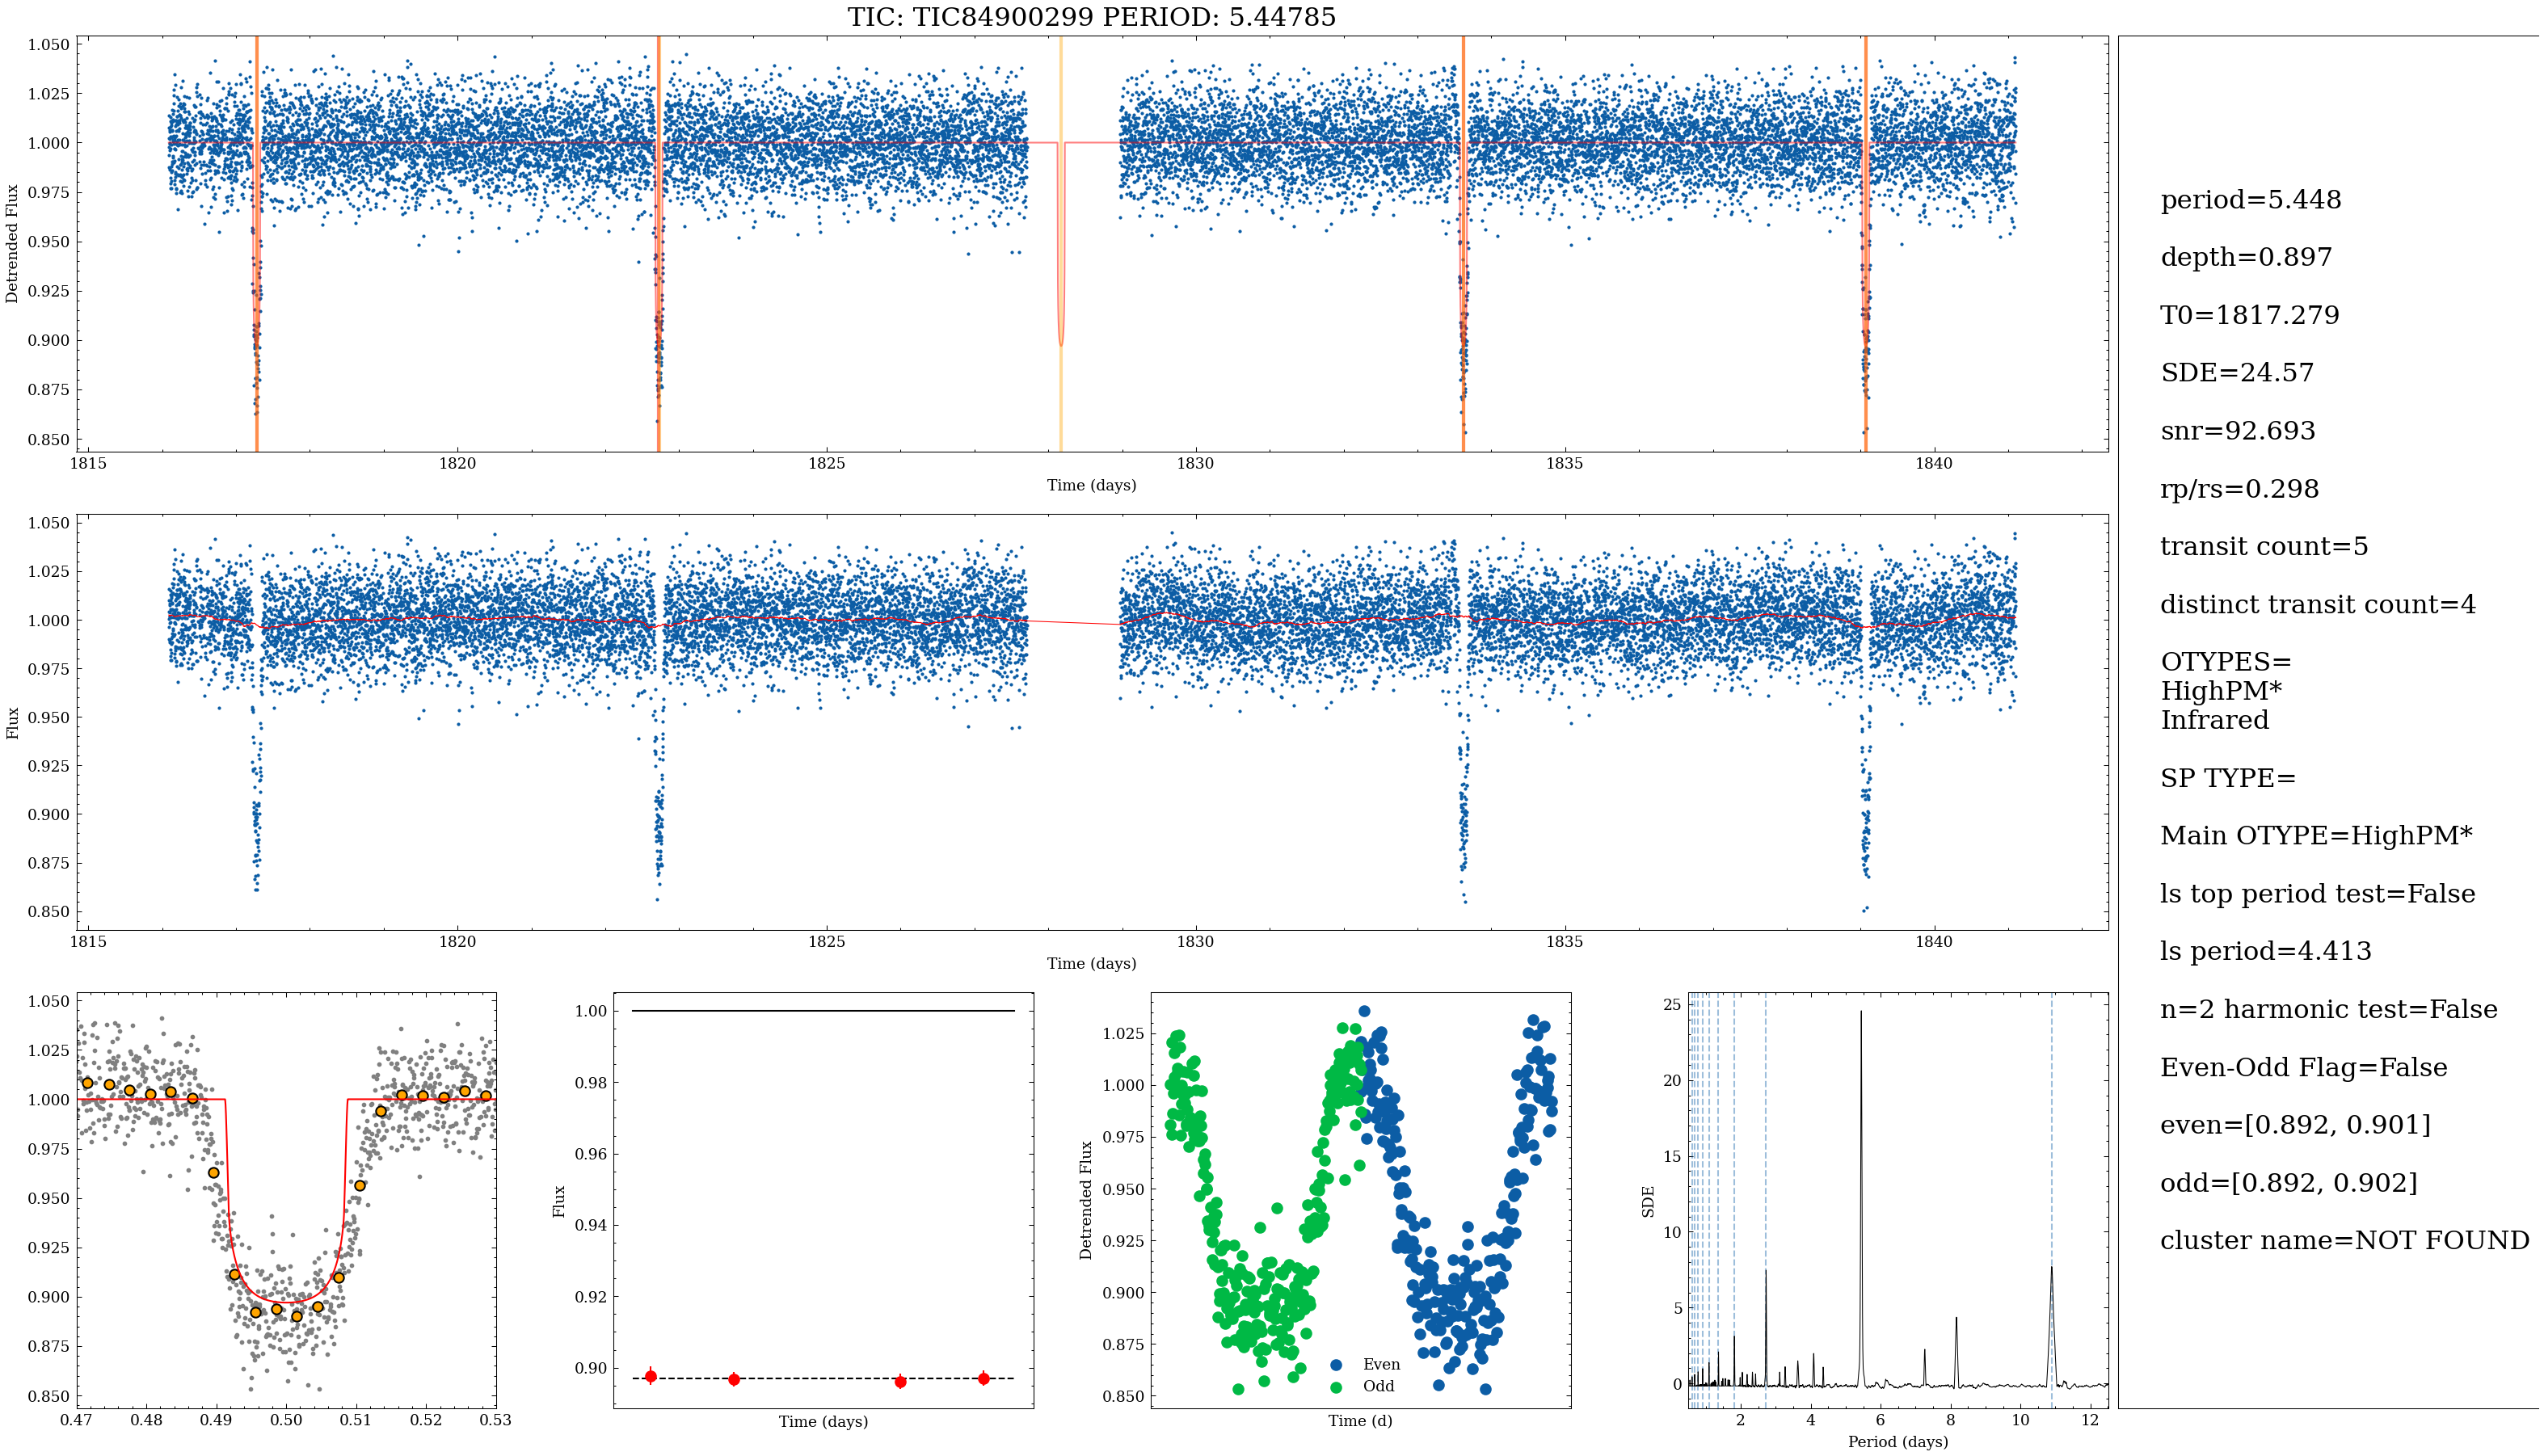 TIC: TIC84900299 PERIOD: 5.44785
1.050
1.025
1.000
0.975
0.950
0.925
0.900
0.875
0.850
Detrended Flux
1815
1820
1825
1830
1835
1840
Time (days)
1.050
1.025
1.000
0.975
0.950
0.925
0.900
0.875
0.850
Flux
1815
1820
1825
1830
1835
1840
Time (days)
1.050
1.025
1.000
0.975
0.950
0.925
0.900
0.875
0.850
0.47
0.48
0.49
0.50
0.51
0.52
0.53
1.00
0.98
0.96
0.94
0.92
0.90
Flux
Time (days)
1.025
1.000
0.975
0.950
0.925
0.900
0.875
0.850
Detrended Flux
Even
Odd
Time (d)
25
20
15
10
5
0
SDE
2
4
6
8
10
12
Period (days)
period=5.448
depth=0.897
T0=1817.279
SDE=24.57
snr=92.693
rp/rs=0.298
transit count=5
distinct transit count=4
OTYPES=
HighPM*
Infrared
SP TYPE=
Main OTYPE=HighPM*
ls top period test=False
ls period=4.413
n=2 harmonic test=False
Even-Odd Flag=False
even=[0.892, 0.901]
odd=[0.892, 0.902]
cluster name=NOT FOUND